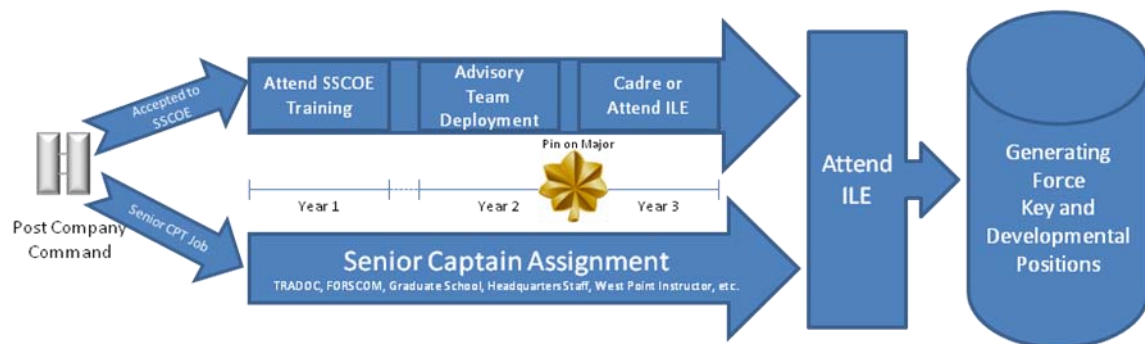 Accepted to
SSCOE
Attend SSCOE
Training
Advisory
Team
Deployment
Cadre or
Attend ILE
Pin on Major
Year 1
Year 2
Year 3
Post Company
Command
Senior CPT Job
Senior Captain Assignment
TRADOC, FORSCOM, Graduate School, Headquarters Staff, West Point Instructor, etc.
Attend
ILE
Generating
Force
Key and
Developmental
Positions